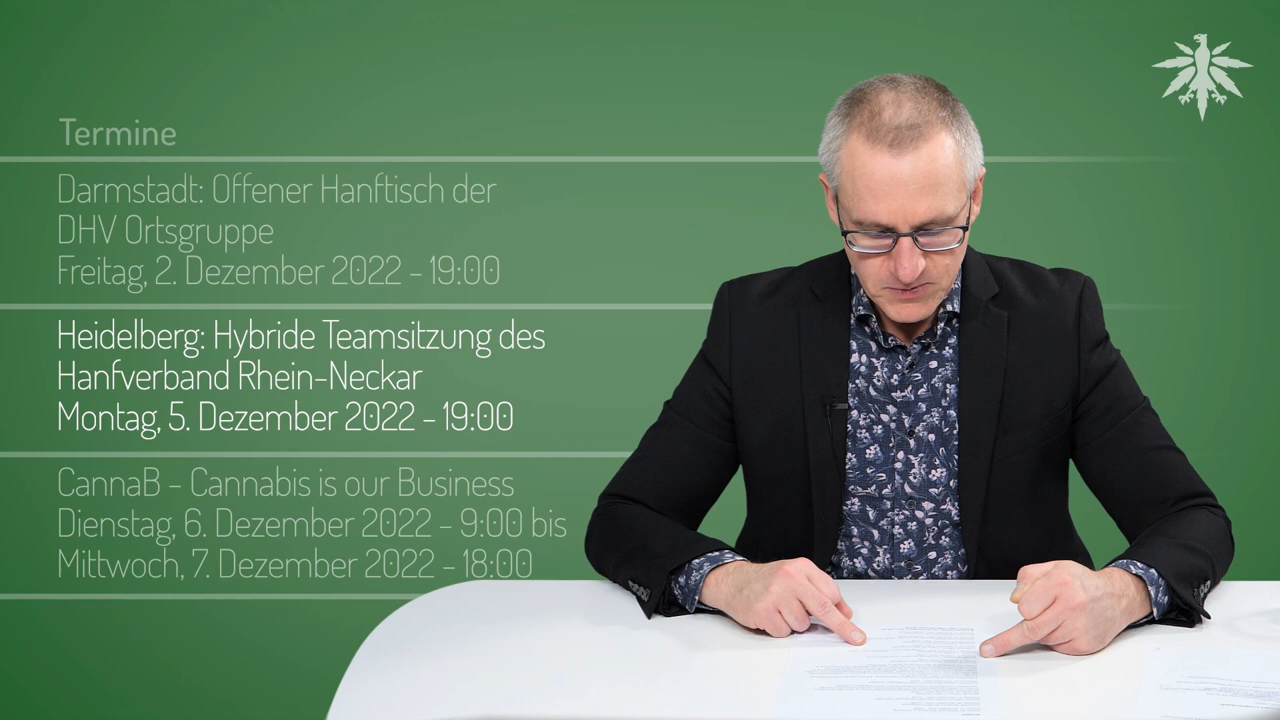 Termine
Darmstadt: Offener Hanftisch der
DHV Ortsgruppe
Freitag, 2. Dezember 2022 – 19:00
Heidelberg: Hybride Teamsitzung des
Hanfverband Rhein-Neckar
Montag, 5. Dezember 2022 – 19:00
CannaB – Cannabis is our Business
Dienstag, 6. Dezember 2022 – 9:00 bis
Mittwoch, 7. Dezember 2022 – 18:00